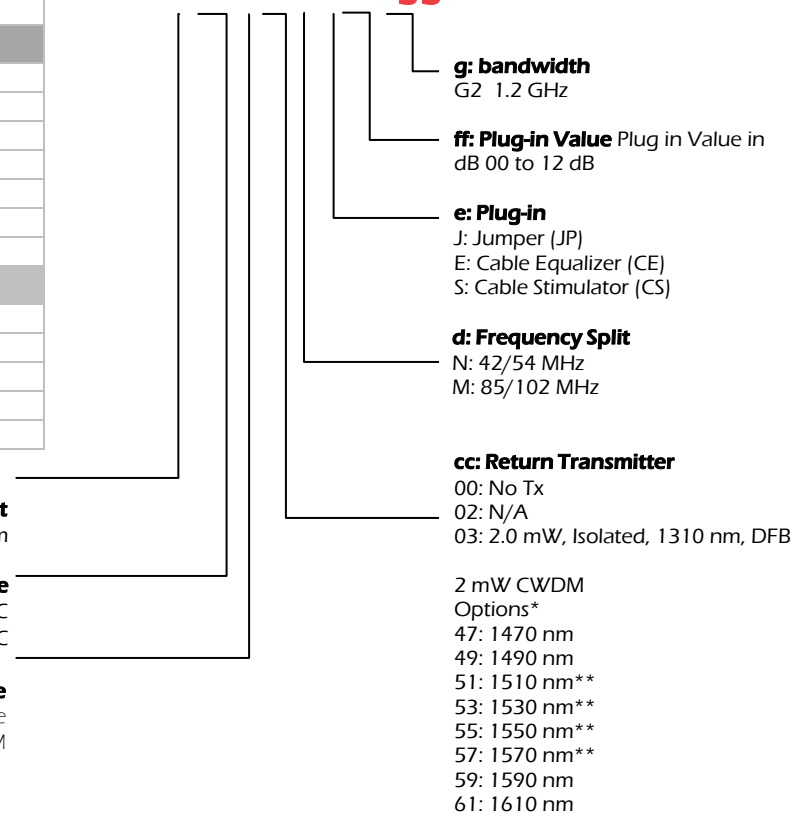 g: bandwidth
G2 1.2 GHz
ff: Plug-in Value Plug in Value in
dB 00 to 12 dB
e: Plug-in
J: Jumper (JP)
E: Cable Equalizer (CE)
S: Cable Stimulator (CS)
d: Frequency Split
N: 42/54 MHz
M: 85/102 MHz
cc: Return Transmitter
00: No Tx
02: N/A
03: 2.0 mW, Isolated, 1310 nm, DFB
2 mW CWDM
Options*
47: 1470 nm
49: 1490 nm
51: 1510 nm**
53: 1530 nm**
55: 1550 nm**
57: 1570 nm**
59: 1590 nm
61: 1610 nm